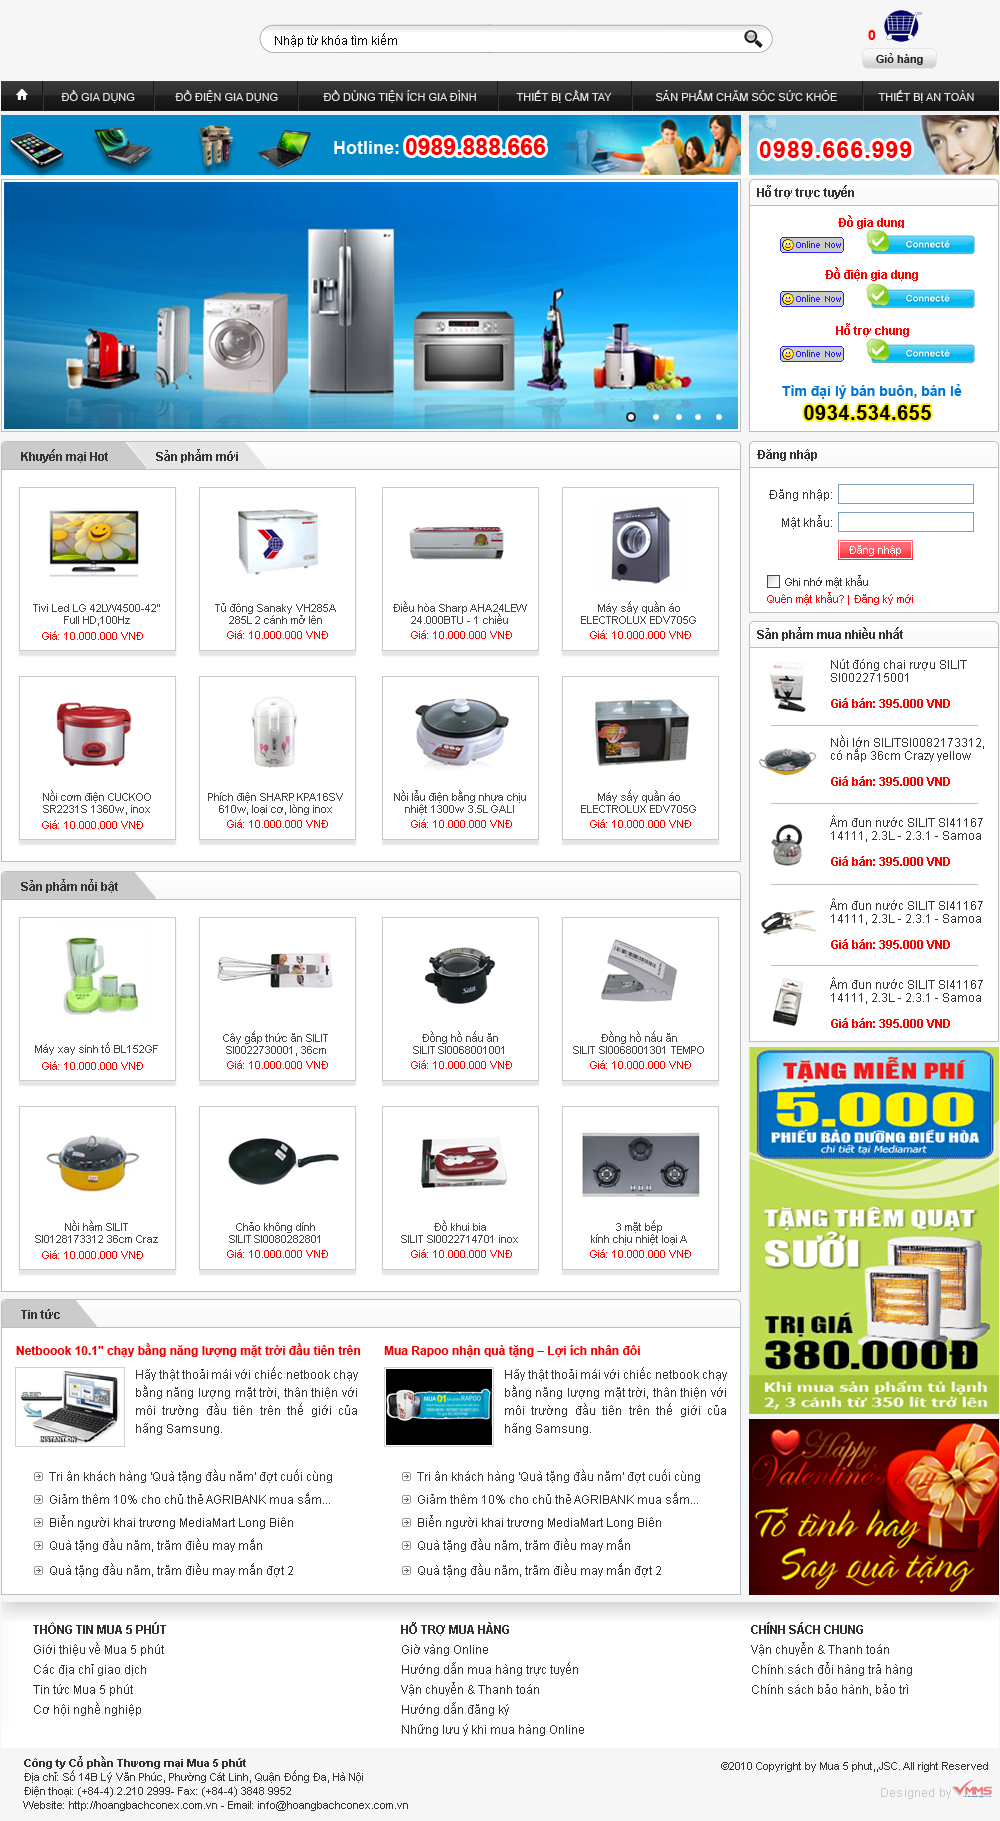 Nhập từ khóa tìm kiếm
0
Giỏ hàng
ĐỒ GIA DỤNG
ĐỒ ĐIỆN GIA DỤNG
ĐỒ DÙNG TIỆN ÍCH GIA ĐÌNH
THIẾT BỊ CẦM TAY
SẢN PHẨM CHĂM SÓC SỨC KHỎE
THIẾT BỊ AN TOÀN
Hotline: 0989.888.666
0989.666.999
Hỗ trợ trực tuyến
Đồ gia dụng
Online Now
Connecté
Đồ điện gia dụng
Online Now
Connecté
Hỗ trợ chung
Online Now
Connecté
Tìm đại lý bán buôn, bán lẻ
0934.534.655
Khuyến mại Hot
Sản phẩm mới
Tivi Led LG 42LW4500-42"
Full HD,100Hz
Giá: 10.000.000 VNĐ
Tủ đông Sanaky VH285A
285L 2 cánh mở lên
Giá: 10.000.000 VNĐ
Điều hòa Sharp AHA24LEW
24.000BTU - 1 chiều
Giá: 10.000.000 VNĐ
Máy sấy quần áo
ELECTROLUX EDV705G
Giá: 10.000.000 VNĐ
Nồi cơm điện CUCKOO
SR2231S 1360w, inox
Giá: 10.000.000 VNĐ
Phích điện SHARP KPA16SV
610w, loại cơ, lòng inox
Giá: 10.000.000 VNĐ
Nồi lẩu điện bằng nhựa chịu
nhiệt 1300w 3.5L GALI
Giá: 10.000.000 VNĐ
Máy sấy quần áo
ELECTROLUX EDV705G
Giá: 10.000.000 VNĐ
Đăng nhập
Đăng nhập:
Mật khẩu:
Đăng nhập
Ghi nhớ mật khẩu
Quên mật khẩu? | Đăng ký mới
Sản phẩm mua nhiều nhất
Nút đóng chai rượu SILIT
SI0022715001
Giá bán: 395.000 VND
Nồi lớn SILITSI0082173312,
có nắp 36cm Crazy yellow
Giá bán: 395.000 VND
Ấm đun nước SILIT SI41167
14111, 2.3L - 2.3.1 - Samoa
Giá bán: 395.000 VND
Ấm đun nước SILIT SI41167
14111, 2.3L - 2.3.1 - Samoa
Giá bán: 395.000 VND
Ấm đun nước SILIT SI41167
14111, 2.3L - 2.3.1 - Samoa
Giá bán: 395.000 VND
Sản phẩm nổi bật
Máy xay sinh tố BL152GF
Giá: 10.000.000 VNĐ
Cây gắp thức ăn SILIT
SI0022730001, 36cm
Giá: 10.000.000 VNĐ
Đồng hồ nấu ăn
SILIT SI0068001001
Giá: 10.000.000 VNĐ
Đồng hồ nấu ăn
SILIT SI0068001301 TEMPO
Giá: 10.000.000 VNĐ
Nồi hầm SILIT
SI0128173312 36cm Craz
Giá: 10.000.000 VNĐ
Chảo không dính
SILIT SI0080282801
Giá: 10.000.000 VNĐ
Đồ khui bia
SILIT SI0022714701 inox
Giá: 10.000.000 VNĐ
3 mặt bếp
kính chịu nhiệt loại A
Giá: 10.000.000 VNĐ
TẶNG MIỄN PHÍ
5.000
PHIẾU BẢO DƯỠNG ĐIỀU HÒA
chi tiết tại Mediamart
TẶNG THÊM QUẠT
SƯỞI
TRỊ GIÁ
380.000Đ
Khi mua sản phẩm tủ lạnh
2, 3 cánh từ 350 lít trở lên
Tin tức
Netboook 10.1" chạy bằng năng lượng mặt trời đầu tiên trên
Hãy thật thoải mái với chiếc netbook chạy
bằng năng lượng mặt trời, thân thiện với
môi trường đầu tiên trên thế giới của
hãng Samsung.
INSTANT ON
Mua Rapoo nhận quà tặng – Lợi ích nhân đôi
MUA 01
RAPOO
Hãy thật thoải mái với chiếc netbook chạy
bằng năng lượng mặt trời, thân thiện với
môi trường đầu tiên trên thế giới của
hãng Samsung.
Tri ân khách hàng 'Quà tặng đầu năm' đợt cuối cùng
Giảm thêm 10% cho chủ thẻ AGRIBANK mua sắm...
Biển người khai trương MediaMart Long Biên
Quà tặng đầu năm, trăm điều may mắn
Quà tặng đầu năm, trăm điều may mắn đợt 2
Tri ân khách hàng 'Quà tặng đầu năm' đợt cuối cùng
Giảm thêm 10% cho chủ thẻ AGRIBANK mua sắm...
Biển người khai trương MediaMart Long Biên
Quà tặng đầu năm, trăm điều may mắn
Quà tặng đầu năm, trăm điều may mắn đợt 2
Happy
Valentine's day
Tỏ tình hay
Say quà tặng
THÔNG TIN MUA 5 PHÚT
Giới thiệu về Mua 5 phút
Các địa chỉ giao dịch
Tin tức Mua 5 phút
Cơ hội nghề nghiệp
HỖ TRỢ MUA HÀNG
Giờ vàng Online
Hướng dẫn mua hàng trực tuyến
Vận chuyển & Thanh toán
Hướng dẫn đăng ký
Những lưu ý khi mua hàng Online
CHÍNH SÁCH CHUNG
Vận chuyển & Thanh toán
Chính sách đổi hàng trả hàng
Chính sách bảo hành, bảo trì
Công ty Cổ phần Thương mại Mua 5 phút
Địa chỉ: Số 14B Lý Văn Phúc, Phường Cát Linh, Quận Đống Đa, Hà Nội
Điện thoại: (+84-4) 2.210 2999- Fax: (+84-4) 3848 9952
Website: http://hoangbachconex.com.vn - Email: info@hoangbachconex.com.vn
©2010 Copyright by Mua 5 phut,,JSC. All right Reserved
Designed by VMMS